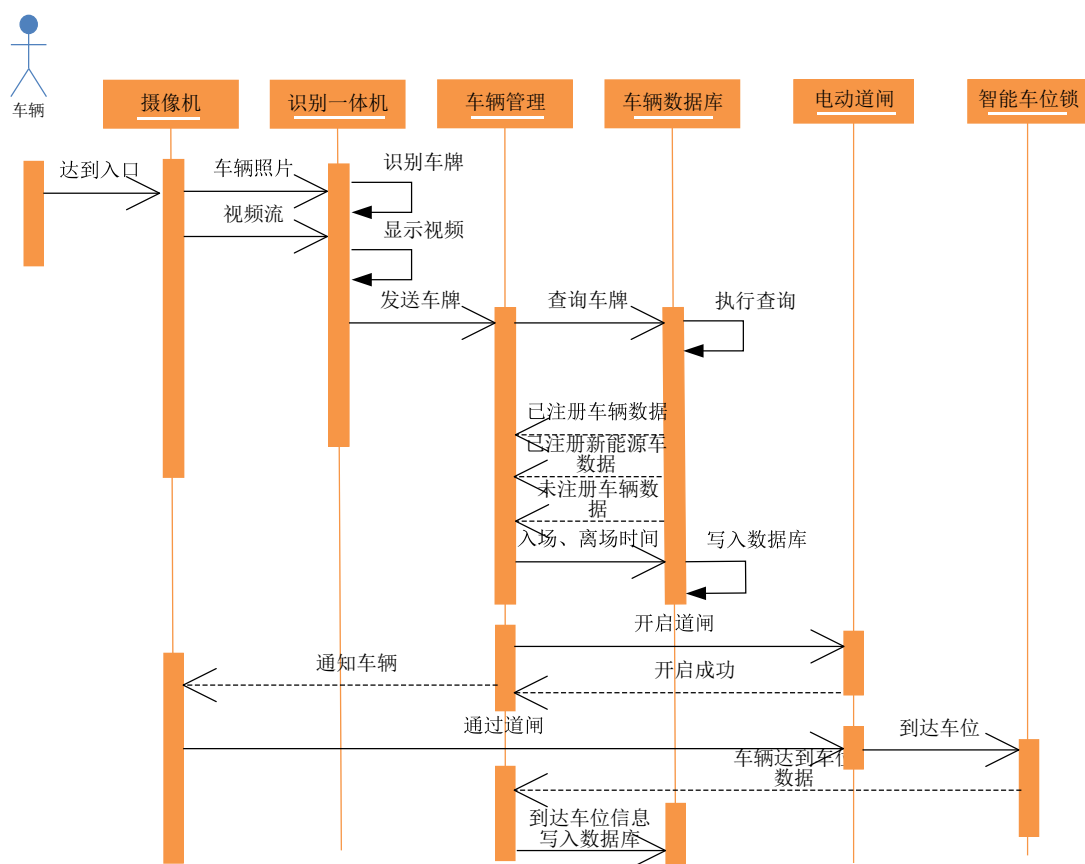 车辆
摄像机
识别一体机
车辆管理
车辆数据库
电动道闸
智能车位锁
达到入口
车辆照片
识别车牌
视频流
显示视频
发送车牌
查询车牌
执行查询
已注册车辆数据
已注册新能源车
数据
未注册车辆数
据
入场、离场时间
写入数据库
开启道闸
通知车辆
开启成功
通过道闸
到达车位
车辆达到车位
数据
到达车位信息
写入数据库